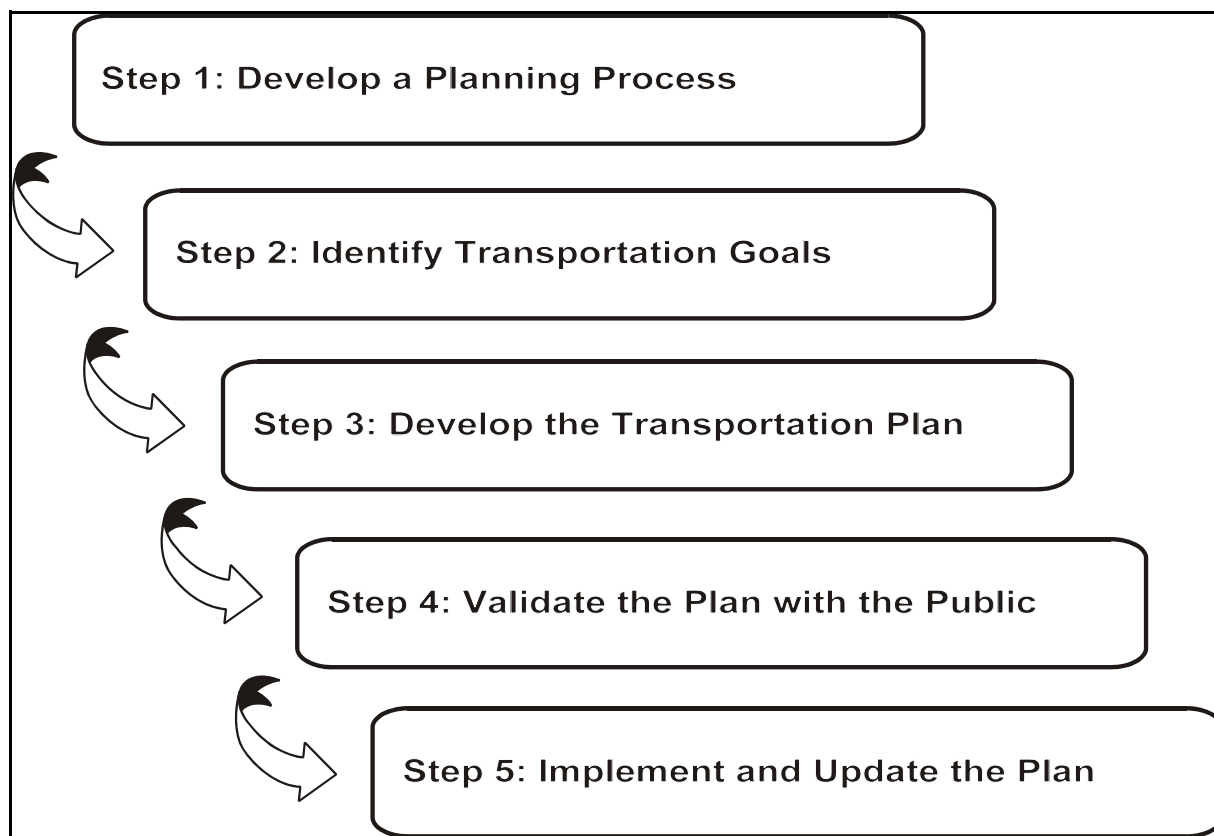 Step 1: Develop a Planning Process
Step 2: Identify Transportation Goals
Step 3: Develop the Transportation Plan
Step 4: Validate the Plan with the Public
Step 5: Implement and Update the Plan